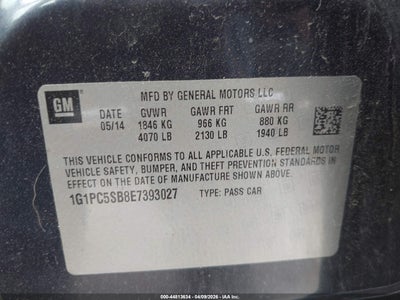 GM
MFD BY GENERAL MOTORS LLC
DATE GVWR GAWR FRT GAWR RR
05/14 1846 KG 966 KG 880 KG
4070 LB 2130 LB 1940 LB
THIS VEHICLE CONFORMS TO ALL APPLICABLE U.S. FEDERAL MOTOR
VEHICLE SAFETY, BUMPER, AND THEFT PREVENTION STANDARDS IN
EFFECT ON THE DATE OF MANUFACTURE SHOWN ABOVE.
1G1PC5SB8E7393027 TYPE: PASS CAR
000-44813634 - 04/09/2026 - IAAI.COM